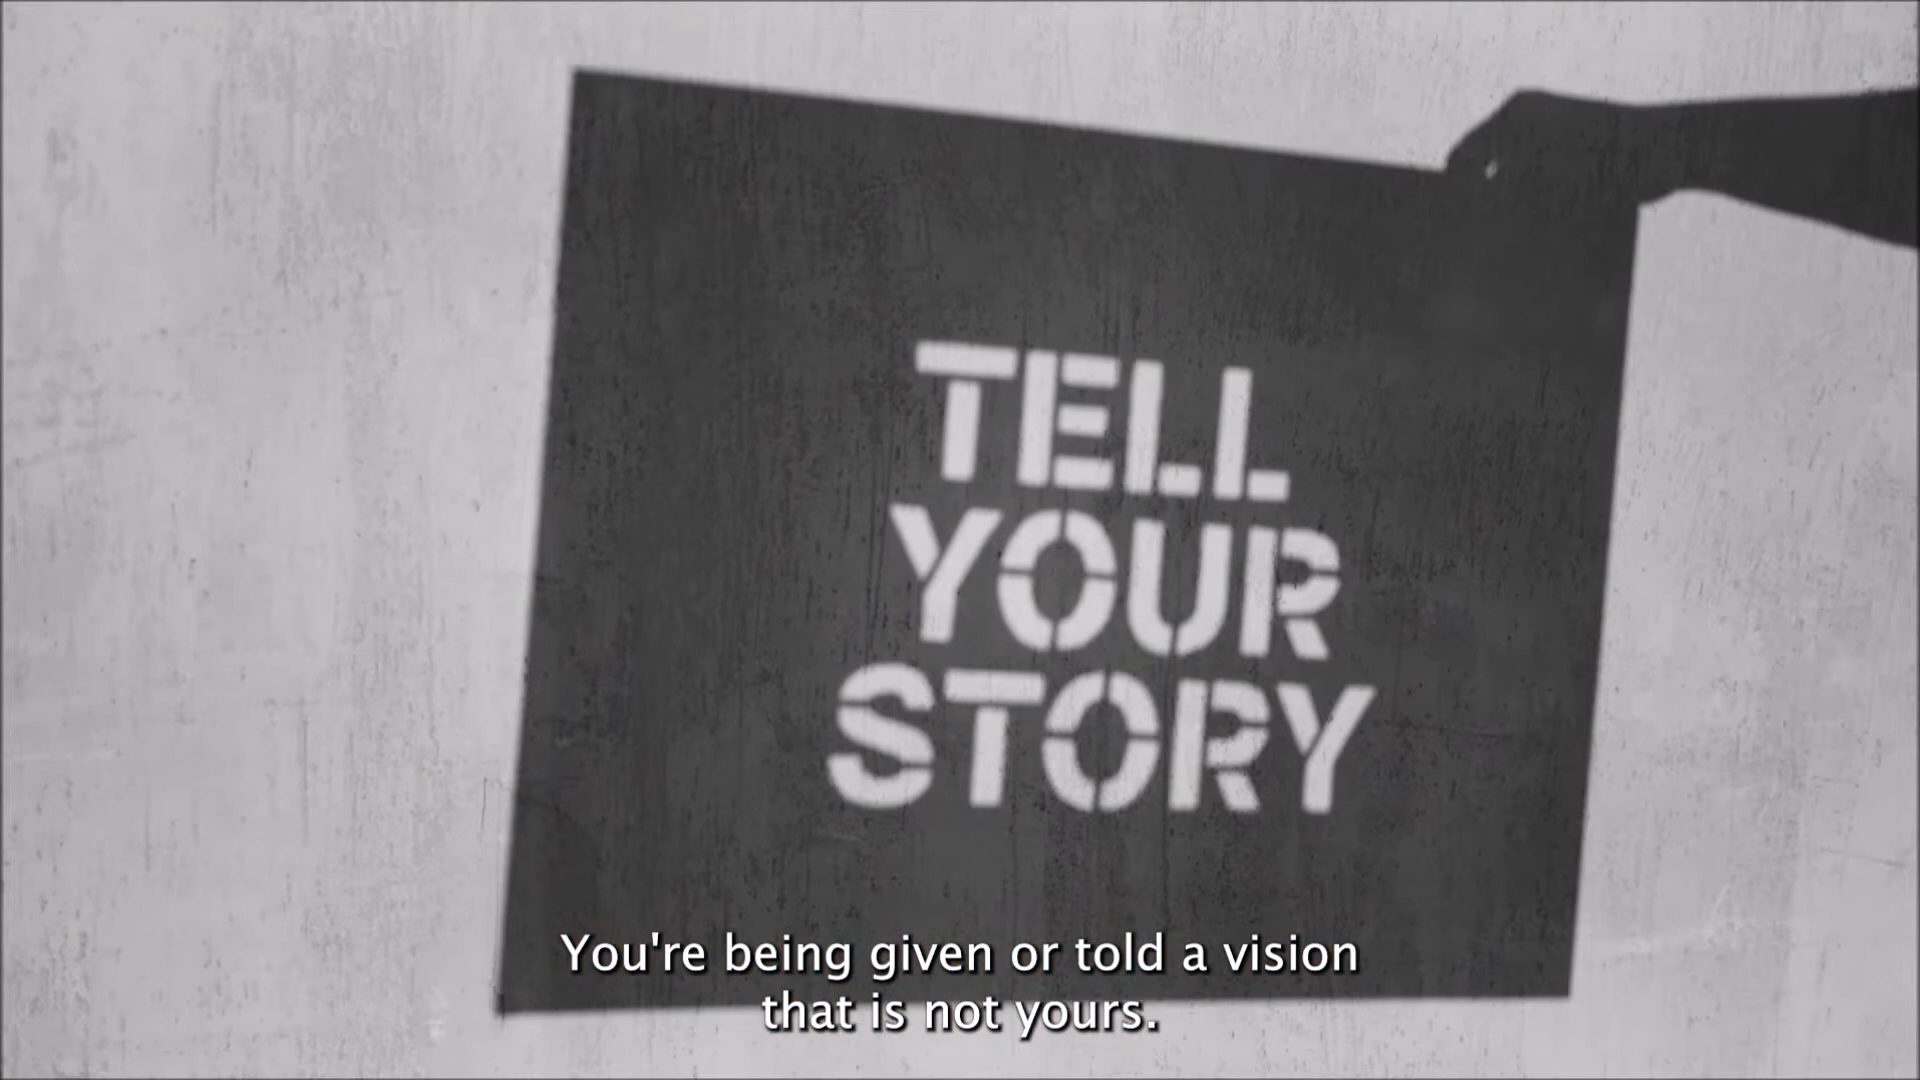 TELL
YOUR
STORY
You're being given or told a vision
that is not yours.